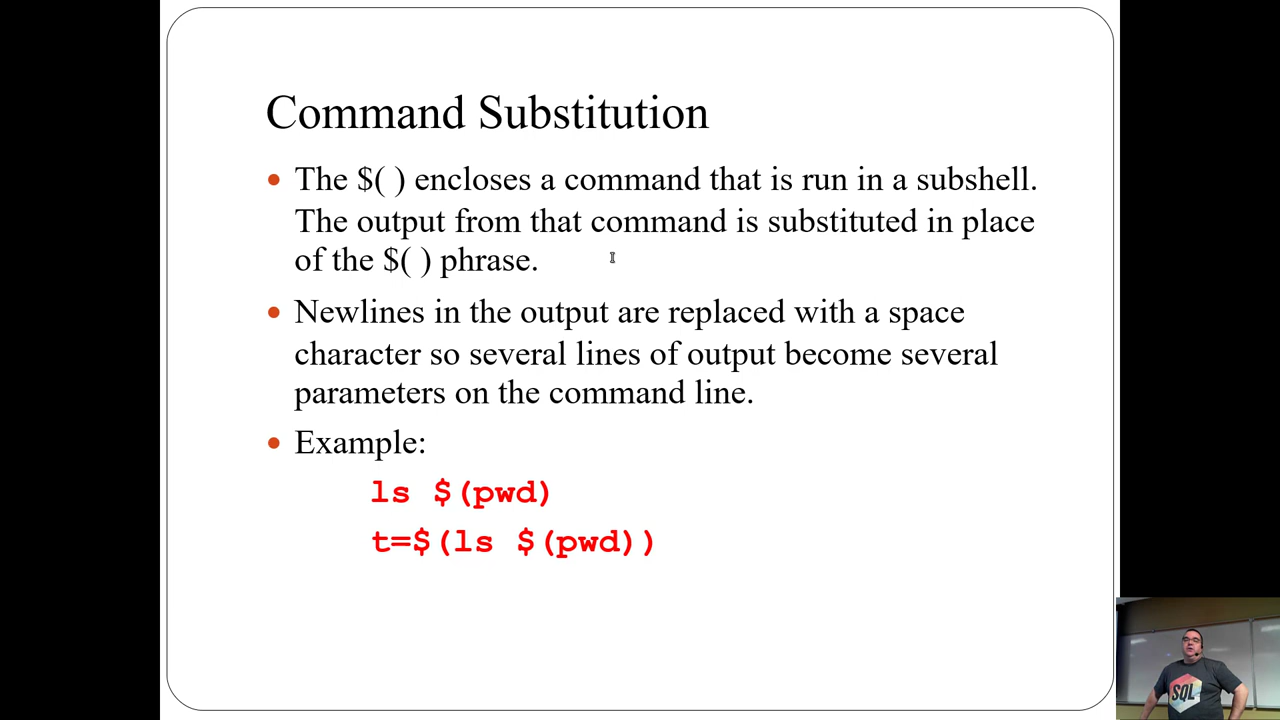 Command Substitution
• The $( ) encloses a command that is run in a subshell.
The output from that command is substituted in place
of the $( ) phrase.
• Newlines in the output are replaced with a space
character so several lines of output become several
parameters on the command line.
• Example:
ls $(pwd)
t=$(ls $(pwd))
SQL